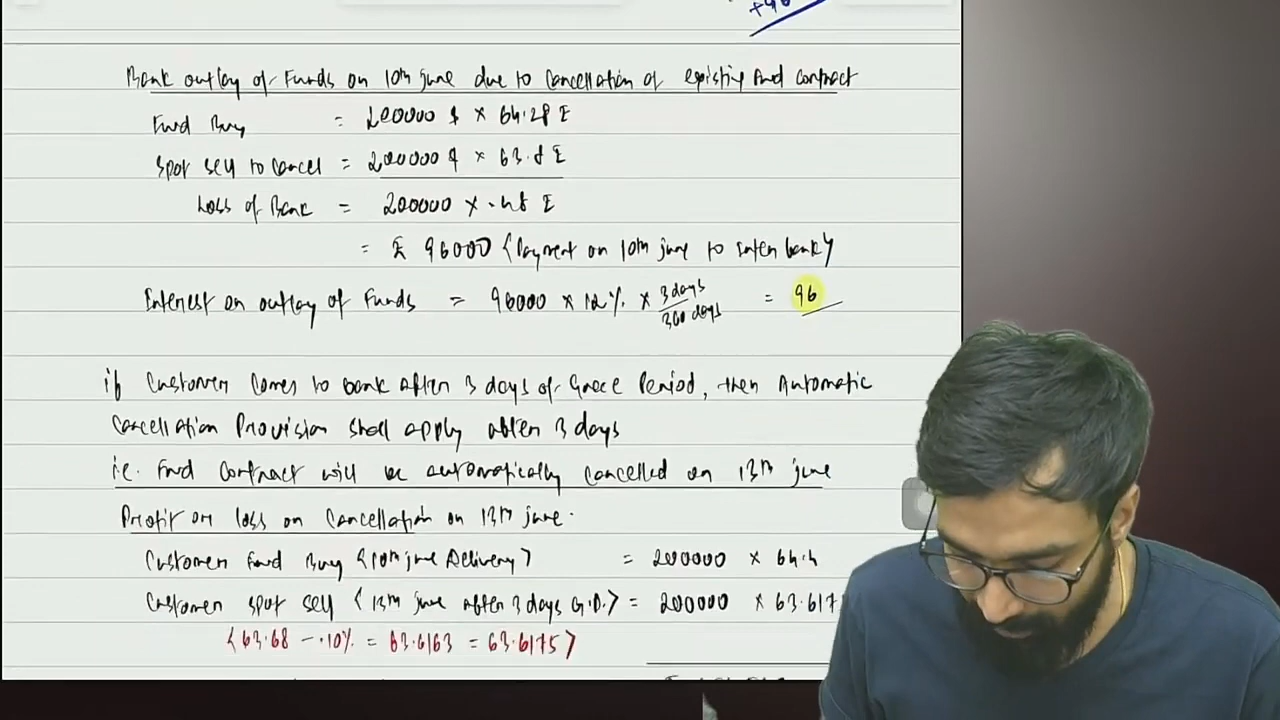 +96
Bank outlay of Funds on 10th june due to Cancellation of existing Fwd Contract
Fwd Buy = 200000 $ × 64.28 ₤
Spot sell to Cancel = 200000 $ × 63.8 ₤
Loss of Bank = 200000 × .48 ₤
= ₤ 96000 {Payment on 10th june to Inter bank}
Interest on outlay of Funds = 96000 × 12% × 3 days / 360 days = 96
if Customer Comes to bank after 3 days of Grace Period, then Automatic
Cancellation Provision shall apply after 3 days
i.e. Fwd Contract will be automatically cancelled on 13th june
Profit or loss on Cancellation on 13th june.
Customer Fwd Buy {10th june Delivery} = 200000 × 64.4
Customer spot sell {13th june after 3 days G.P.} = 200000 × 63.617
{63.68 - .10% = 63.6163 = 63.6175}